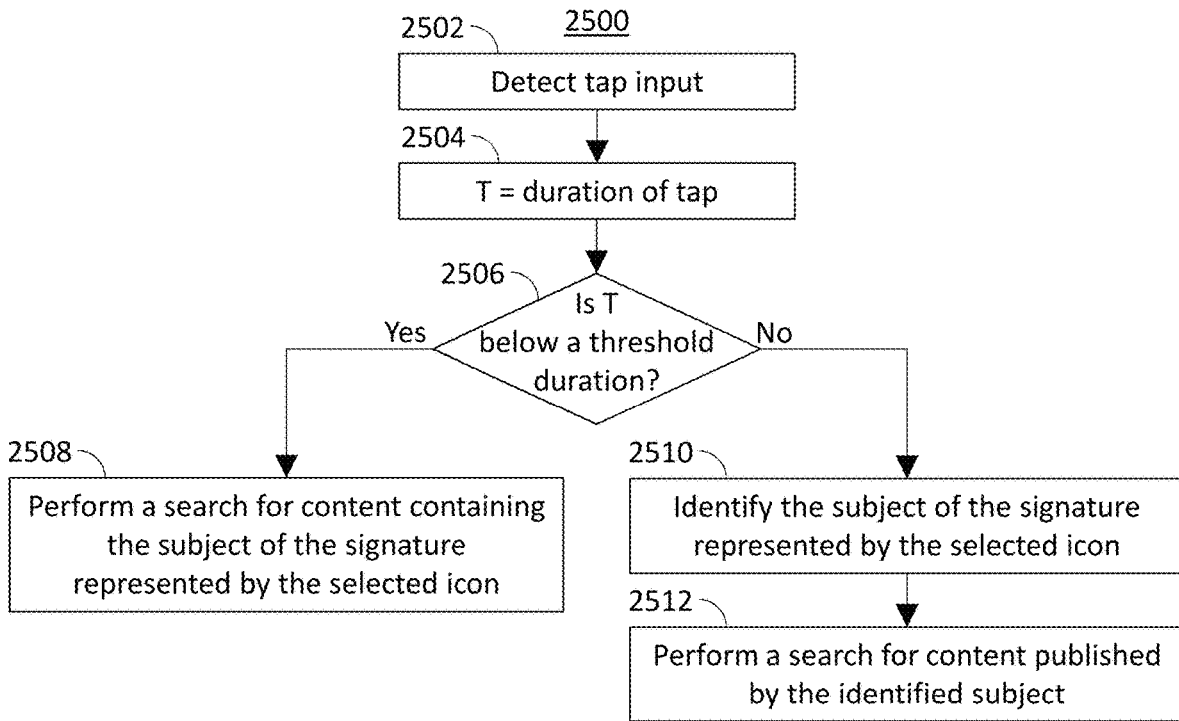 2500
2502
Detect tap input
2504
T = duration of tap
2506
Is T
below a threshold
duration?
Yes
No
2508
Perform a search for content containing
the subject of the signature
represented by the selected icon
2510
Identify the subject of the signature
represented by the selected icon
2512
Perform a search for content published
by the identified subject